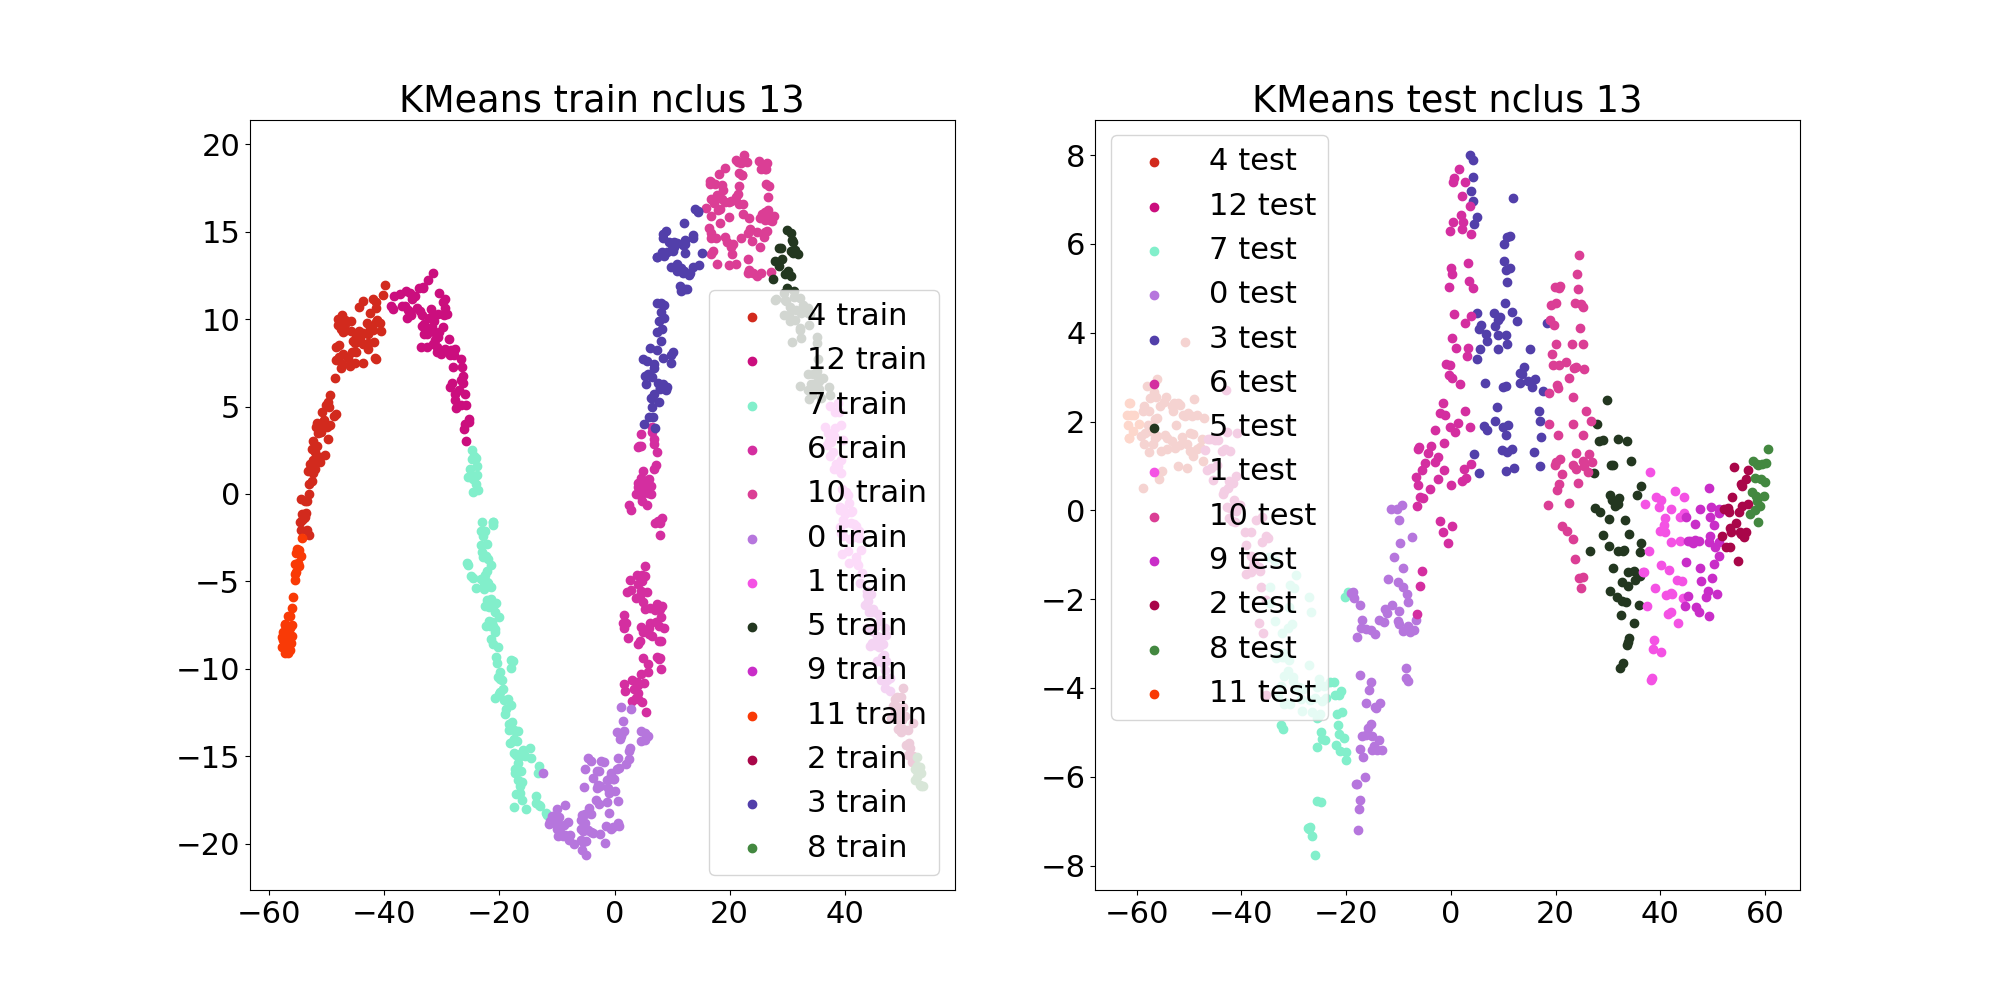 KMeans train nclus 13
20
15
10
5
0
−5
−10
−15
−20
−60 −40 −20 0 20 40
4 train
12 train
7 train
6 train
10 train
0 train
1 train
5 train
9 train
11 train
2 train
3 train
8 train
KMeans test nclus 13
8
6
4
2
0
−2
−4
−6
−8
−60 −40 −20 0 20 40 60
4 test
12 test
7 test
0 test
3 test
6 test
5 test
1 test
10 test
9 test
2 test
8 test
11 test